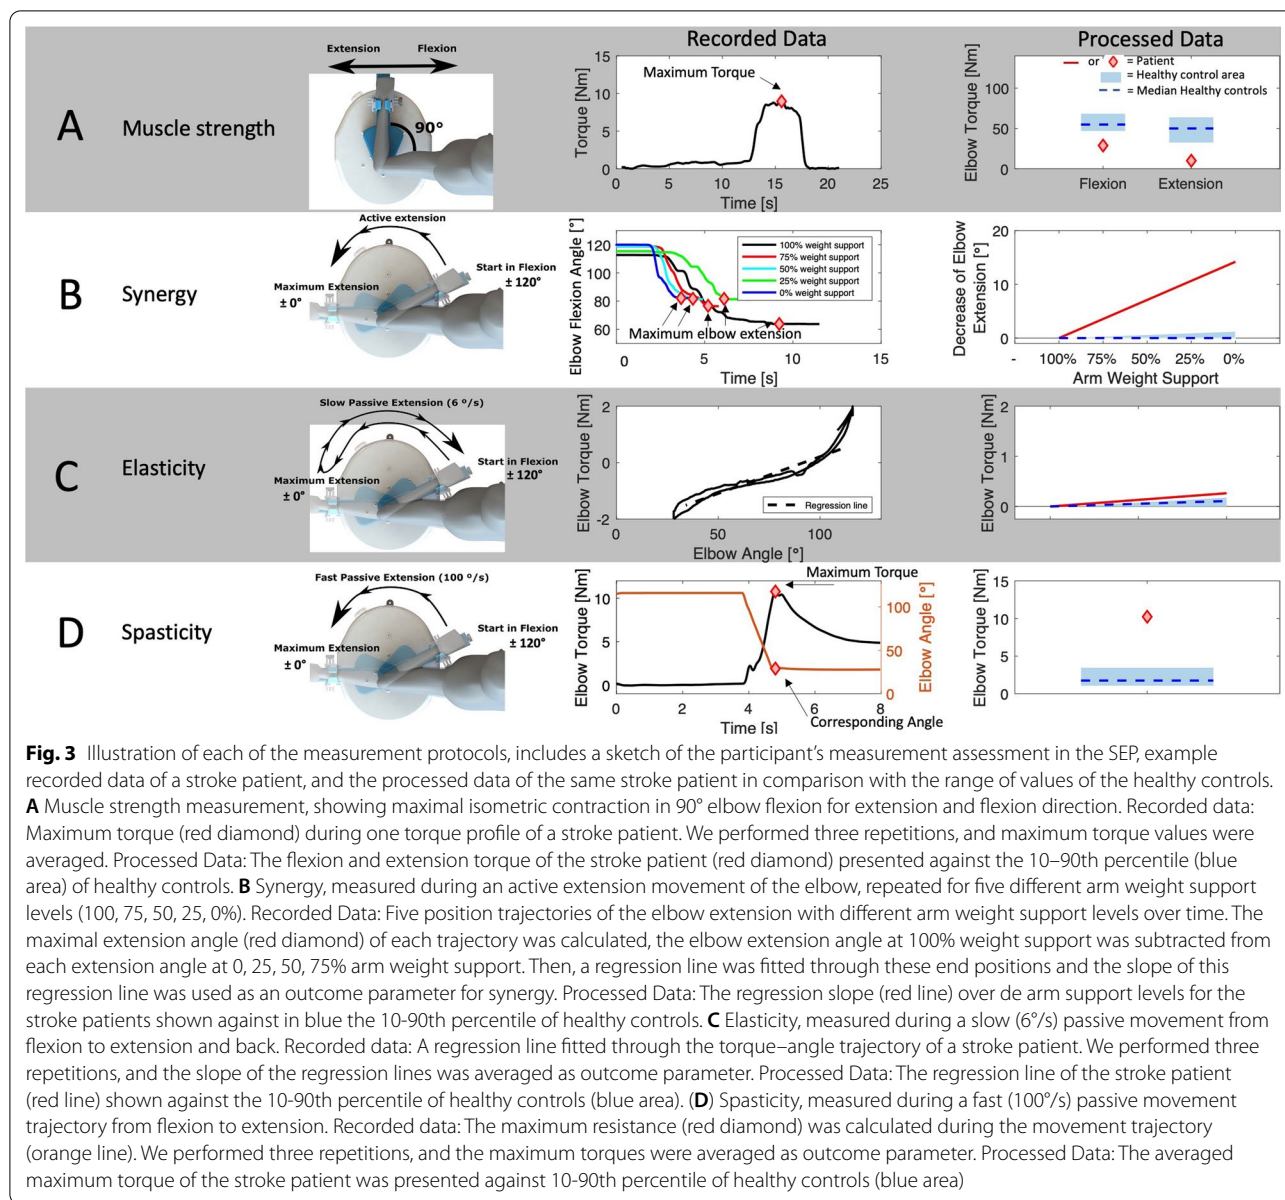 Recorded Data
Processed Data
A
Muscle strength
Extension
Flexion
90°
Torque [Nm]
15
10
5
0
Maximum Torque
0
5
10
15
20
25
Time [s]
Elbow Torque [Nm]
100
50
0
or = Patient
= Healthy control area
= Median Healthy controls
Flexion
Extension
B
Synergy
Active extension
Start in Flexion
± 120°
Maximum Extension
± 0°
Elbow Flexion Angle [°]
120
100
80
60
100% weight support
75% weight support
50% weight support
25% weight support
0% weight support
Maximum elbow extension
0
5
10
15
Time [s]
Decrease of Elbow
Extension [°]
20
10
0
-
100%
75%
50%
25%
0%
Arm Weight Support
C
Elasticity
Slow Passive Extension (6 º/s)
Start in Flexion
± 120°
Maximum Extension
± 0°
Elbow Torque [Nm]
2
0
-2
Regression line
50
100
Elbow Angle [°]
Elbow Torque [Nm]
2
1
0
D
Spasticity
Fast Passive Extension (100 º/s)
Start in Flexion
± 120°
Maximum Extension
± 0°
Elbow Torque [Nm]
10
5
0
Maximum Torque
100
50
0
Elbow Angle [°]
0
2
4
6
8
Time [s]
Corresponding Angle
Elbow Torque [Nm]
15
10
5
0
Fig. 3 Illustration of each of the measurement protocols, includes a sketch of the participant's measurement assessment in the SEP, example
recorded data of a stroke patient, and the processed data of the same stroke patient in comparison with the range of values of the healthy controls.
A Muscle strength measurement, showing maximal isometric contraction in 90° elbow flexion for extension and flexion direction. Recorded data:
Maximum torque (red diamond) during one torque profile of a stroke patient. We performed three repetitions, and maximum torque values were
averaged. Processed Data: The flexion and extension torque of the stroke patient (red diamond) presented against the 10–90th percentile (blue
area) of healthy controls. B Synergy, measured during an active extension movement of the elbow, repeated for five different arm weight support
levels (100, 75, 50, 25, 0%). Recorded Data: Five position trajectories of the elbow extension with different arm weight support levels over time. The
maximal extension angle (red diamond) of each trajectory was calculated, the elbow extension angle at 100% weight support was subtracted from
each extension angle at 0, 25, 50, 75% arm weight support. Then, a regression line was fitted through these end positions and the slope of this
regression line was used as an outcome parameter for synergy. Processed Data: The regression slope (red line) over de arm support levels for the
stroke patients shown against in blue the 10-90th percentile of healthy controls. C Elasticity, measured during a slow (6°/s) passive movement from
flexion to extension and back. Recorded data: A regression line fitted through the torque–angle trajectory of a stroke patient. We performed three
repetitions, and the slope of the regression lines was averaged as outcome parameter. Processed Data: The regression line of the stroke patient
(red line) shown against the 10-90th percentile of healthy controls (blue area). (D) Spasticity, measured during a fast (100°/s) passive movement
trajectory from flexion to extension. Recorded data: The maximum resistance (red diamond) was calculated during the movement trajectory
(orange line). We performed three repetitions, and the maximum torques were averaged as outcome parameter. Processed Data: The averaged
maximum torque of the stroke patient was presented against 10-90th percentile of healthy controls (blue area)